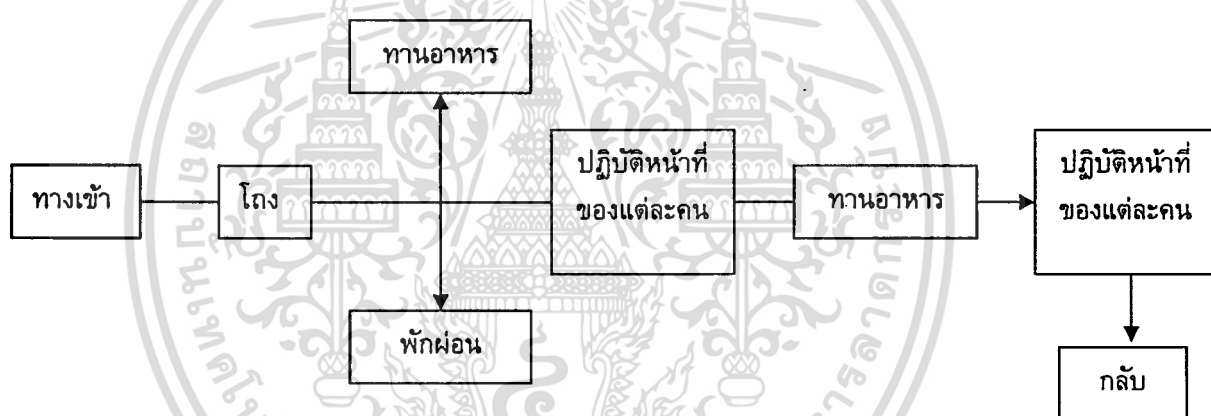 ทานอาหาร
ทางเข้า
โถง
ปฏิบัติหน้าที่
ของแต่ละคน
ทานอาหาร
ปฏิบัติหน้าที่
ของแต่ละคน
พักผ่อน
กลับ